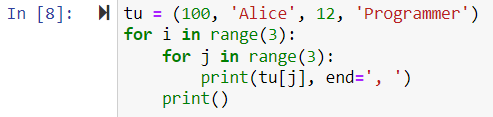 In [8]: tu = (100, 'Alice', 12, 'Programmer')
for i in range(3):
    for j in range(3):
        print(tu[j], end=', ')
    print()